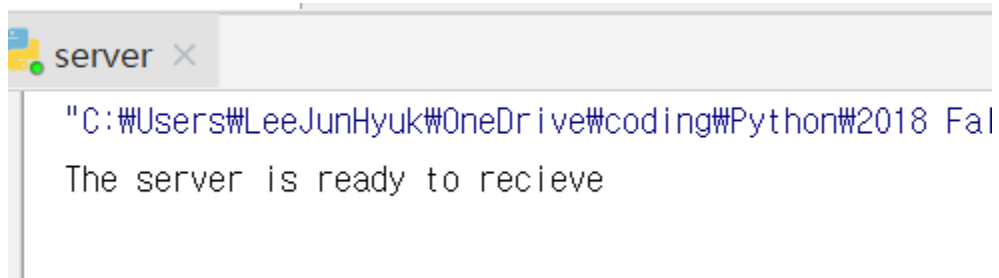 server
"C:₩Users₩LeeJunHyuk₩OneDrive₩coding₩Python₩2018 Fal
The server is ready to recieve